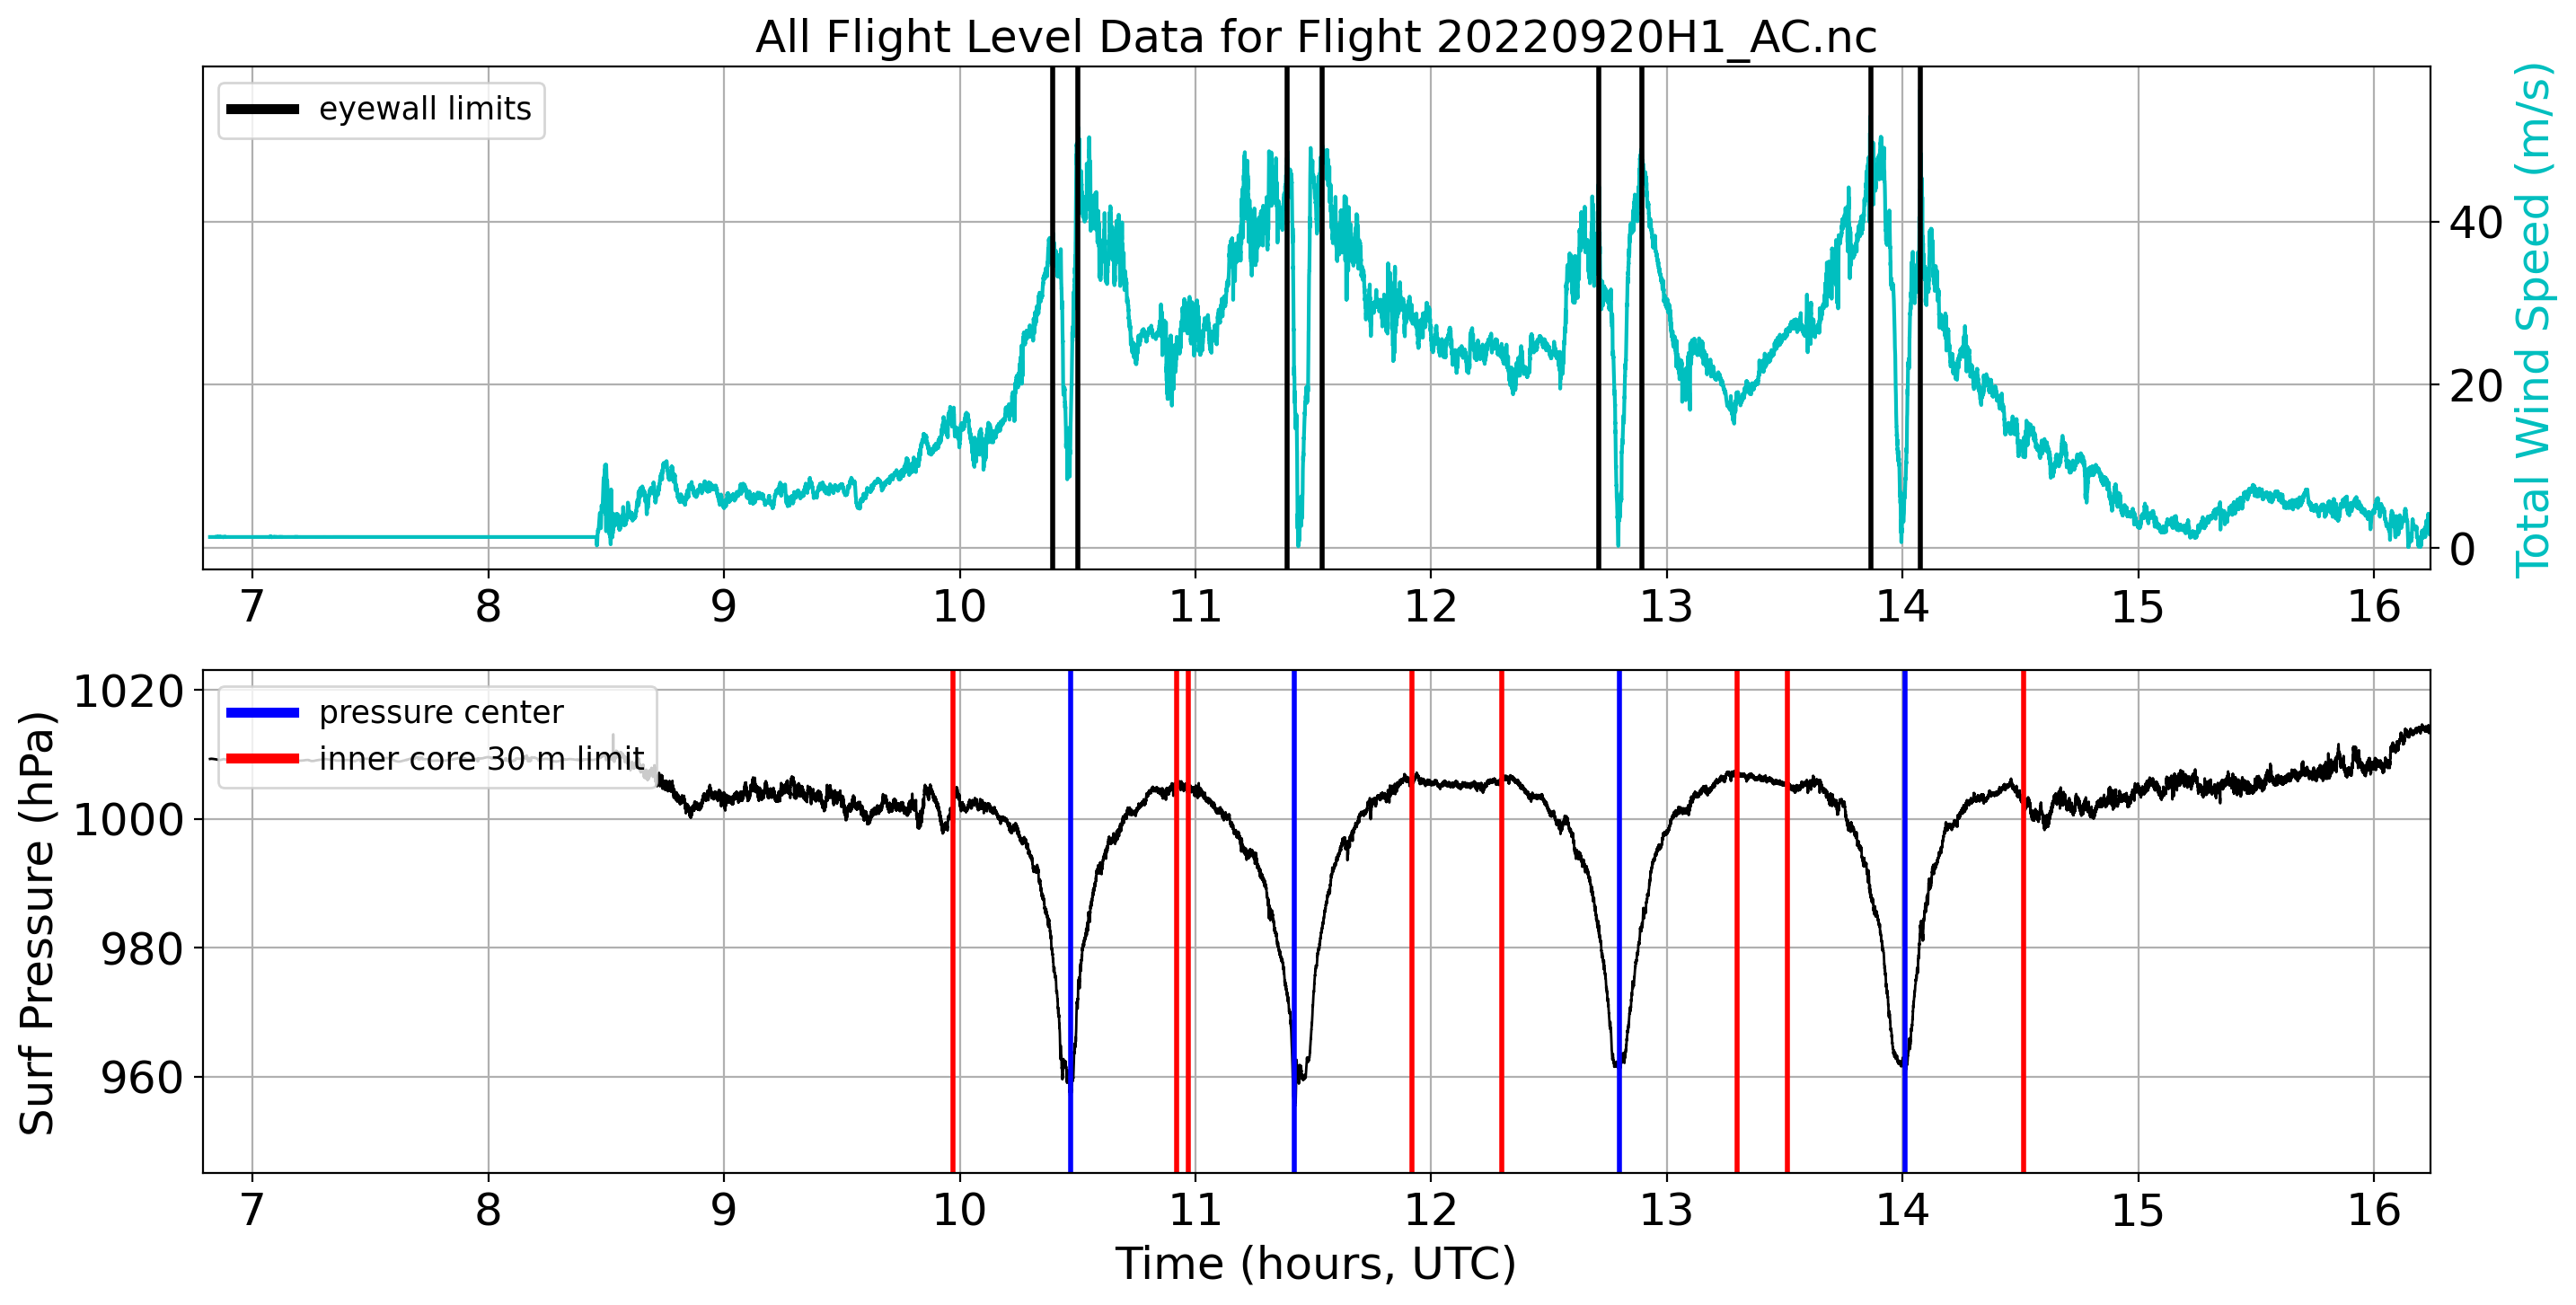 All Flight Level Data for Flight 20220920H1_AC.nc
eyewall limits
40
20
0
Total Wind Speed (m/s)
7 8 9 10 11 12 13 14 15 16
1020
1000
980
960
Surf Pressure (hPa)
pressure center
inner core 30 m limit
7 8 9 10 11 12 13 14 15 16
Time (hours, UTC)